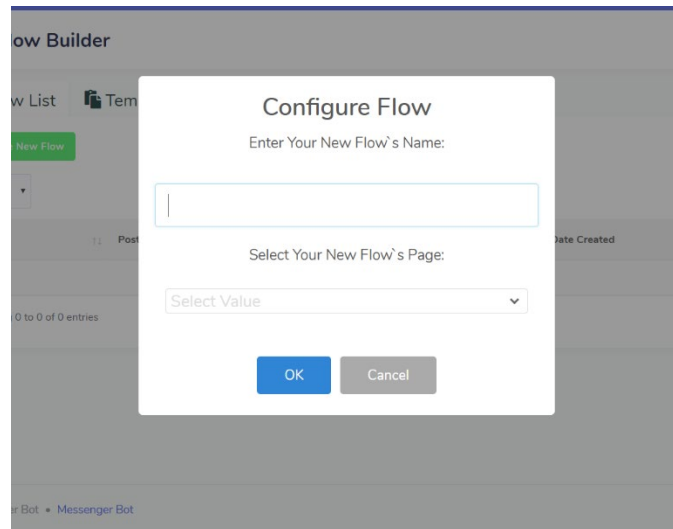 ow Builder
w List Tem
New Flow
Post
Date Created
0 to 0 of 0 entries
Configure Flow
Enter Your New Flow`s Name:
Select Your New Flow`s Page:
Select Value
OK Cancel
er Bot • Messenger Bot